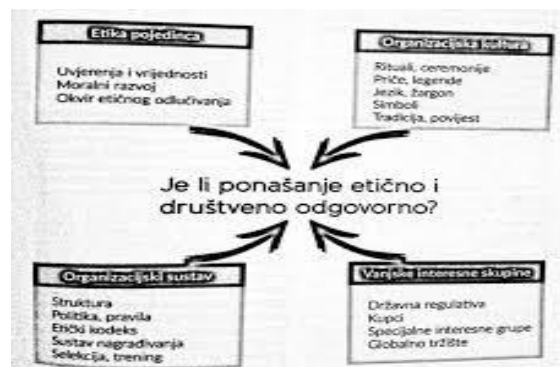 Etika pojedinca
Uvjerenja i vrijednosti
Moralni razvoj
Okvir etičnog odlučivanja
Organizacijska kultura
Rituali, ceremonije
Priče, legende
Jezik, žargon
Simboli
Tradicija, povijest
Je li ponašanje etično i
društveno odgovorno?
Organizacijski sustav
Struktura
Politika, pravila
Etički kodeks
Sustav nagrađivanja
Selekcija, trening
Vanjske interesne skupine
Državna regulativa
Kupci
Specijalne interesne grupe
Globalno tržište